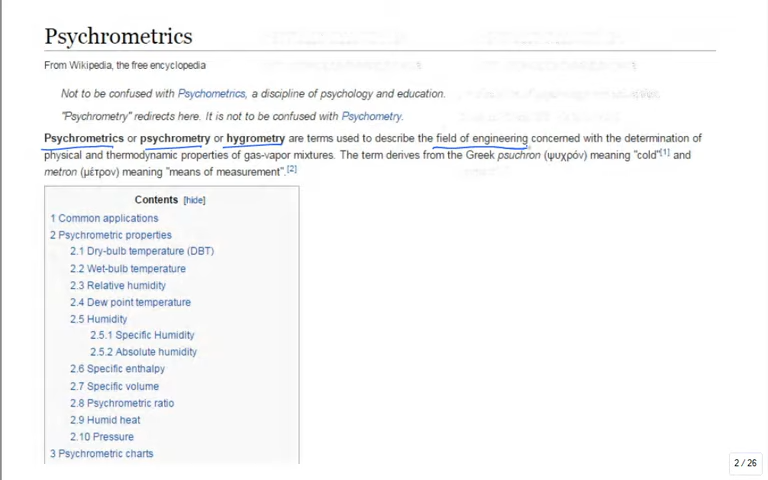 Psychrometrics
From Wikipedia, the free encyclopedia
Not to be confused with Psychometrics, a discipline of psychology and education.
"Psychrometry" redirects here. It is not to be confused with Psychometry.
Psychrometrics or psychrometry or hygrometry are terms used to describe the field of engineering concerned with the determination of
physical and thermodynamic properties of gas-vapor mixtures. The term derives from the Greek psuchron (ψυχρόν) meaning "cold"[1] and
metron (μέτρον) meaning "means of measurement".[2]
Contents [hide]
1 Common applications
2 Psychrometric properties
2.1 Dry-bulb temperature (DBT)
2.2 Wet-bulb temperature
2.3 Relative humidity
2.4 Dew point temperature
2.5 Humidity
2.5.1 Specific Humidity
2.5.2 Absolute humidity
2.6 Specific enthalpy
2.7 Specific volume
2.8 Psychrometric ratio
2.9 Humid heat
2.10 Pressure
3 Psychrometric charts
2 / 26